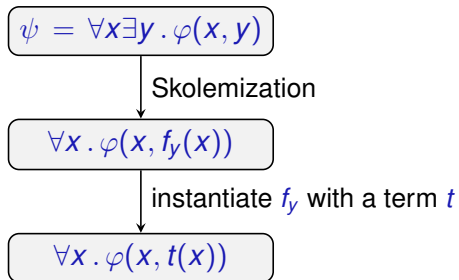 ψ = ∀x∃y . φ(x, y)
Skolemization
∀x . φ(x, f_y(x))
instantiate f_y with a term t
∀x . φ(x, t(x))